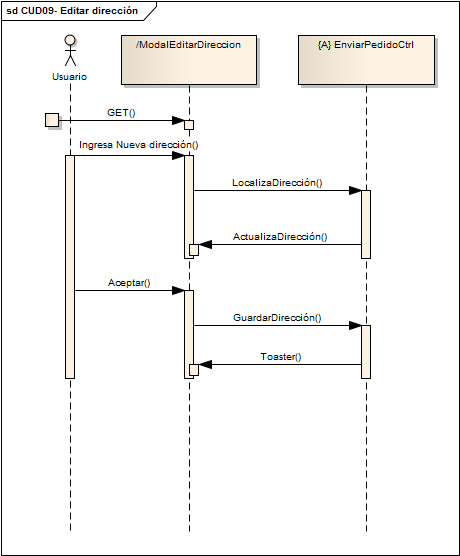 sd CUD09- Editar dirección
/ModalEditarDireccion
{A} EnviarPedidoCtrl
Usuario
GET()
Ingresa Nueva dirección()
LocalizaDirección()
ActualizaDirección()
Aceptar()
GuardarDirección()
Toaster()